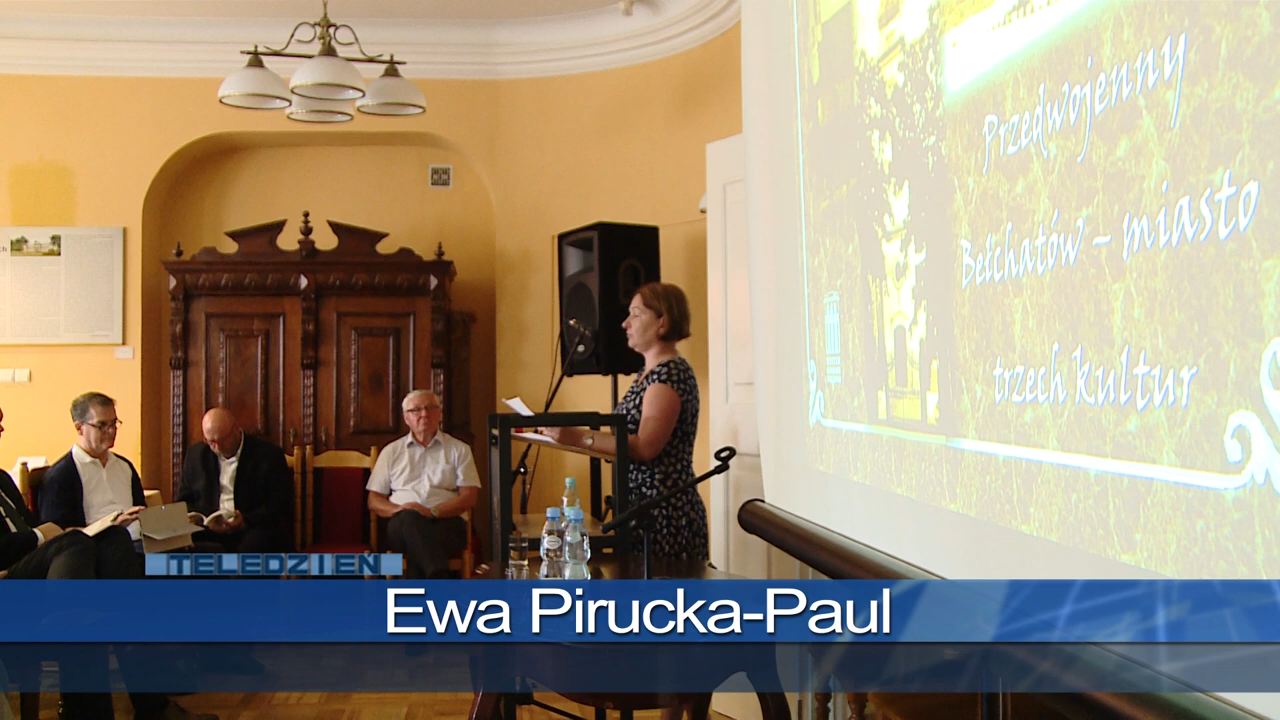 Przedwojenny
Bełchatów – miasto
trzech kultur
TELEDZIEŃ
Ewa Pirucka-Paul